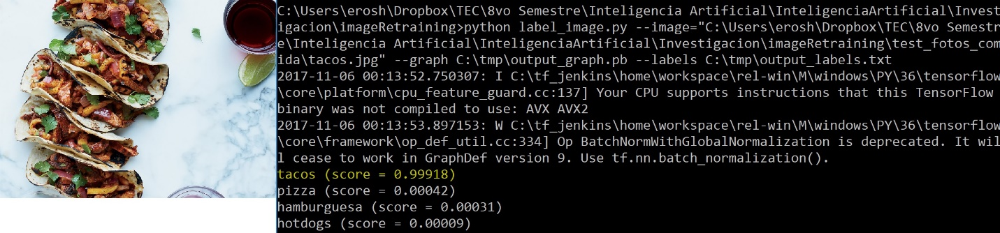 C:\Users\erosh\Dropbox\TEC\8vo Semestre\Inteligencia Artificial\InteligenciaArtificial\Invest
igacion\imageRetraining>python label_image.py --image="C:\Users\erosh\Dropbox\TEC\8vo Semestr
e\Inteligencia Artificial\InteligenciaArtificial\Investigacion\imageRetraining\test_fotos_com
ida\tacos.jpg" --graph C:\tmp\output_graph.pb --labels C:\tmp\output_labels.txt
2017-11-06 00:13:52.750307: I C:\tf_jenkins\home\workspace\rel-win\M\windows\PY\36\tensorflow
\core\platform\cpu_feature_guard.cc:137] Your CPU supports instructions that this TensorFlow
binary was not compiled to use: AVX AVX2
2017-11-06 00:13:53.897153: W C:\tf_jenkins\home\workspace\rel-win\M\windows\PY\36\tensorflow
\core\framework\op_def_util.cc:334] Op BatchNormWithGlobalNormalization is deprecated. It wil
l cease to work in GraphDef version 9. Use tf.nn.batch_normalization().
tacos (score = 0.99918)
pizza (score = 0.00042)
hamburguesa (score = 0.00031)
hotdogs (score = 0.00009)